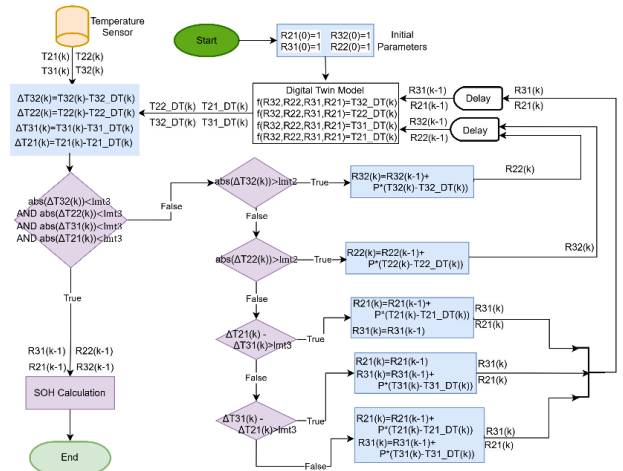 Temperature
Sensor
T21(k) T22(k)
T31(k) T32(k)
Start
R21(0)=1 R32(0)=1
R31(0)=1 R22(0)=1
Initial
Parameters
Digital Twin Model
f(R32,R22,R31,R21)=T32_DT(k)
f(R32,R22,R31,R21)=T22_DT(k)
f(R32,R22,R31,R21)=T31_DT(k)
f(R32,R22,R31,R21)=T21_DT(k)
T22_DT(k) T21_DT(k)
T32_DT(k) T31_DT(k)
ΔT32(k)=T32(k)-T32_DT(k)
ΔT22(k)=T22(k)-T22_DT(k)
ΔT31(k)=T31(k)-T31_DT(k)
ΔT21(k)=T21(k)-T21_DT(k)
R31(k-1)
R21(k-1)
Delay
R31(k)
R21(k)
R32(k-1)
R22(k-1)
Delay
abs(ΔT32(k))<lmt3
AND abs(ΔT22(k))<lmt3
AND abs(ΔT31(k))<lmt3
AND abs(ΔT21(k))<lmt3
False
abs(ΔT32(k))>lmt2
True
R32(k)=R32(k-1)+
P*(T32(k)-T32_DT(k))
R22(k)
False
abs(ΔT22(k))>lmt2
True
R22(k)=R22(k-1)+
P*(T22(k)-T22_DT(k))
R32(k)
False
True
ΔT21(k) -
ΔT31(k)>lmt3
True
R21(k)=R21(k-1)+
P*(T21(k)-T21_DT(k))
R31(k)=R31(k-1)
R31(k)
R21(k)
False
R31(k-1) R22(k-1)
R21(k-1) R32(k-1)
SOH Calculation
End
ΔT31(k) -
ΔT21(k)>lmt3
True
R21(k)=R21(k-1)
R31(k)=R31(k-1)+
P*(T31(k)-T31_DT(k))
R31(k)
R21(k)
False
R21(k)=R21(k-1)+
P*(T21(k)-T21_DT(k))
R31(k)=R31(k-1)+
P*(T31(k)-T31_DT(k))
R31(k)
R21(k)